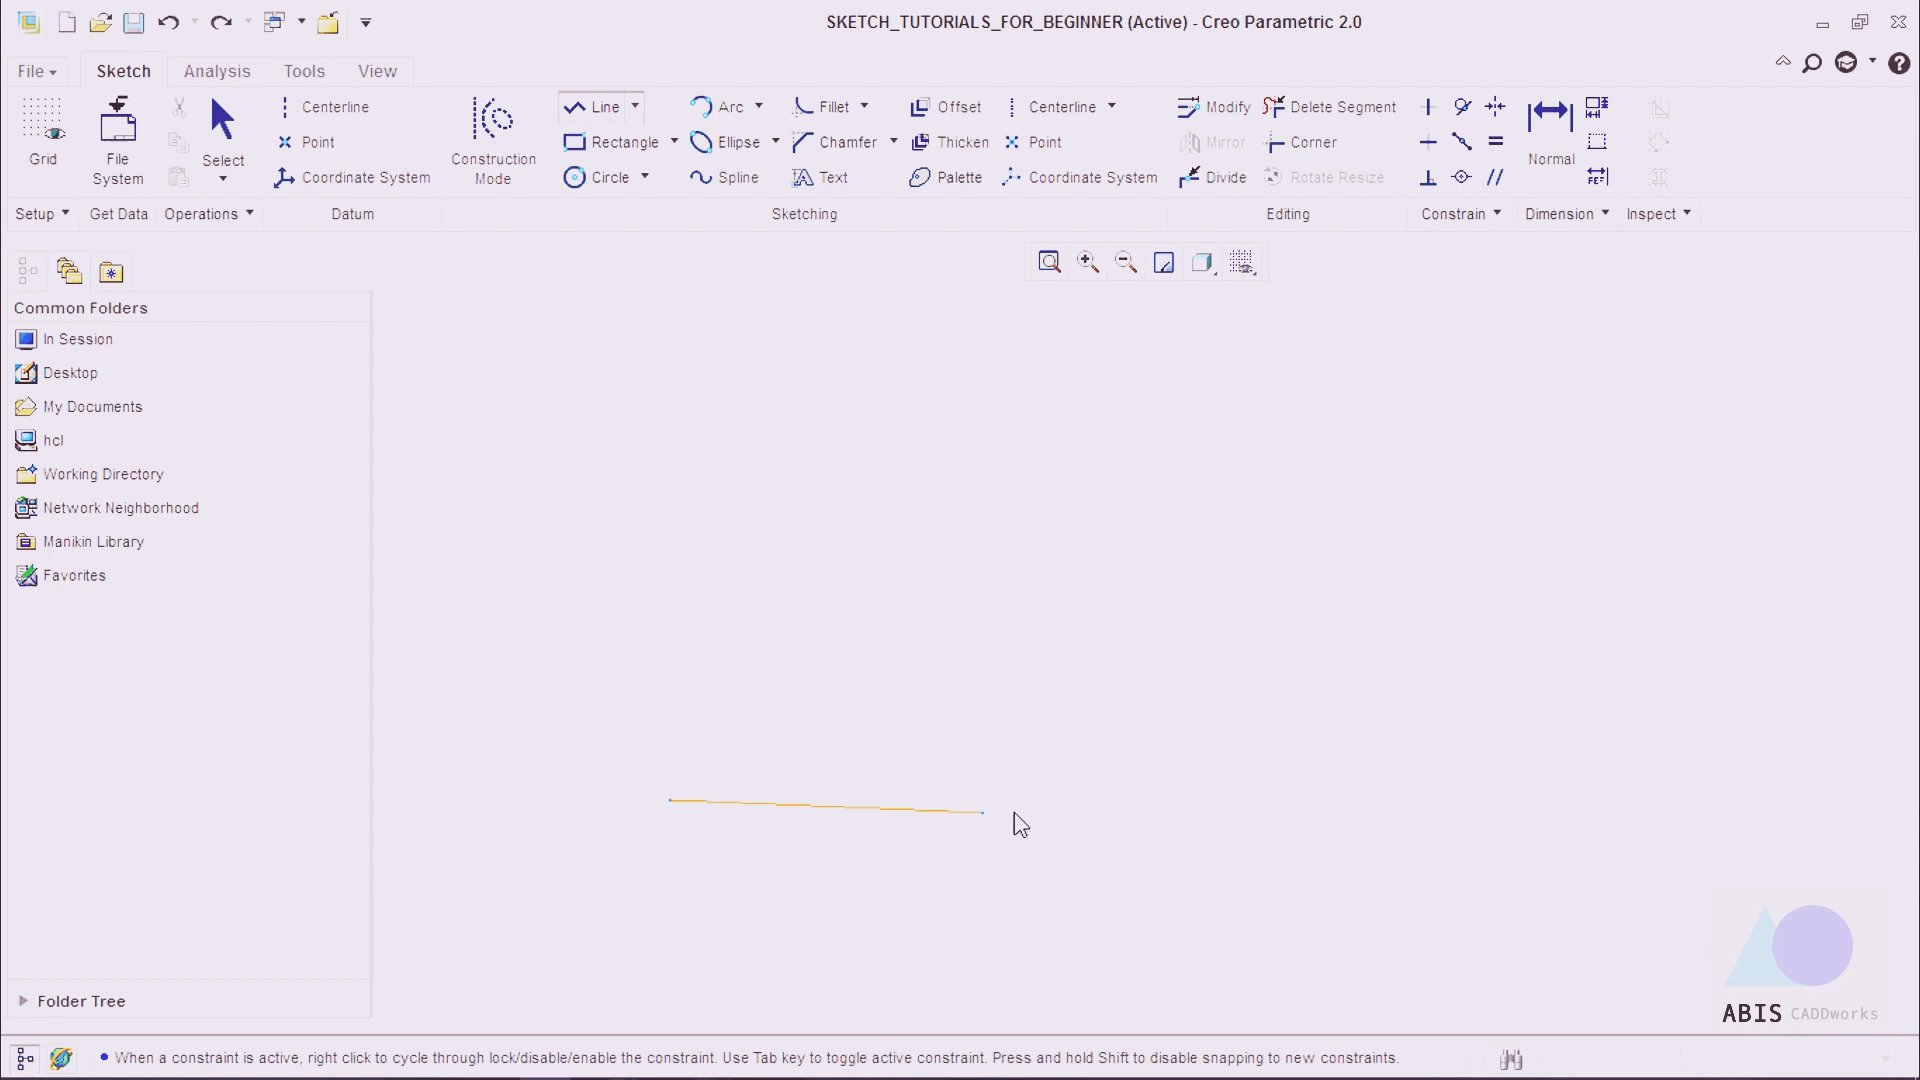 SKETCH_TUTORIALS_FOR_BEGINNER (Active) - Creo Parametric 2.0
File Sketch Analysis Tools View
Grid
File System
Select
Centerline
Point
Coordinate System
Construction Mode
Line
Rectangle
Circle
Arc
Ellipse
Spline
Fillet
Chamfer
Text
Offset
Thicken
Palette
Centerline
Point
Coordinate System
Modify
Mirror
Divide
Delete Segment
Corner
Rotate Resize
Normal
FE
Setup Get Data Operations Datum Sketching Editing Constrain Dimension Inspect
Common Folders
In Session
Desktop
My Documents
hcl
Working Directory
Network Neighborhood
Manikin Library
Favorites
Folder Tree
ABIS CADDworks
When a constraint is active, right click to cycle through lock/disable/enable the constraint. Use Tab key to toggle active constraint. Press and hold Shift to disable snapping to new constraints.